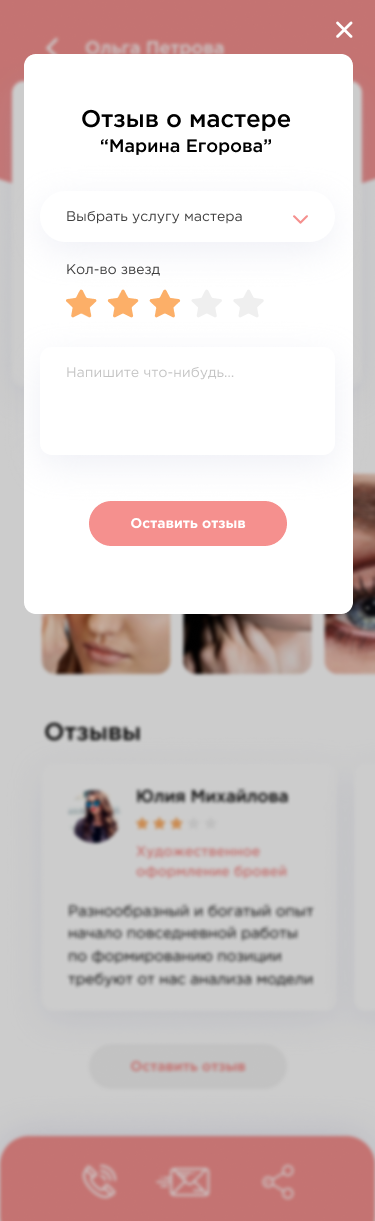 Ольга Петрова
Отзыв о мастере
“Марина Егорова”
Выбрать услугу мастера
Кол-во звезд
Напишите что-нибудь...
Оставить отзыв
Отзывы
Юлия Михайлова
Художественное
оформление бровей
Разнообразный и богатый опыт
начало повседневной работы
по формированию позиции
требуют от нас анализа модели
Оставить отзыв